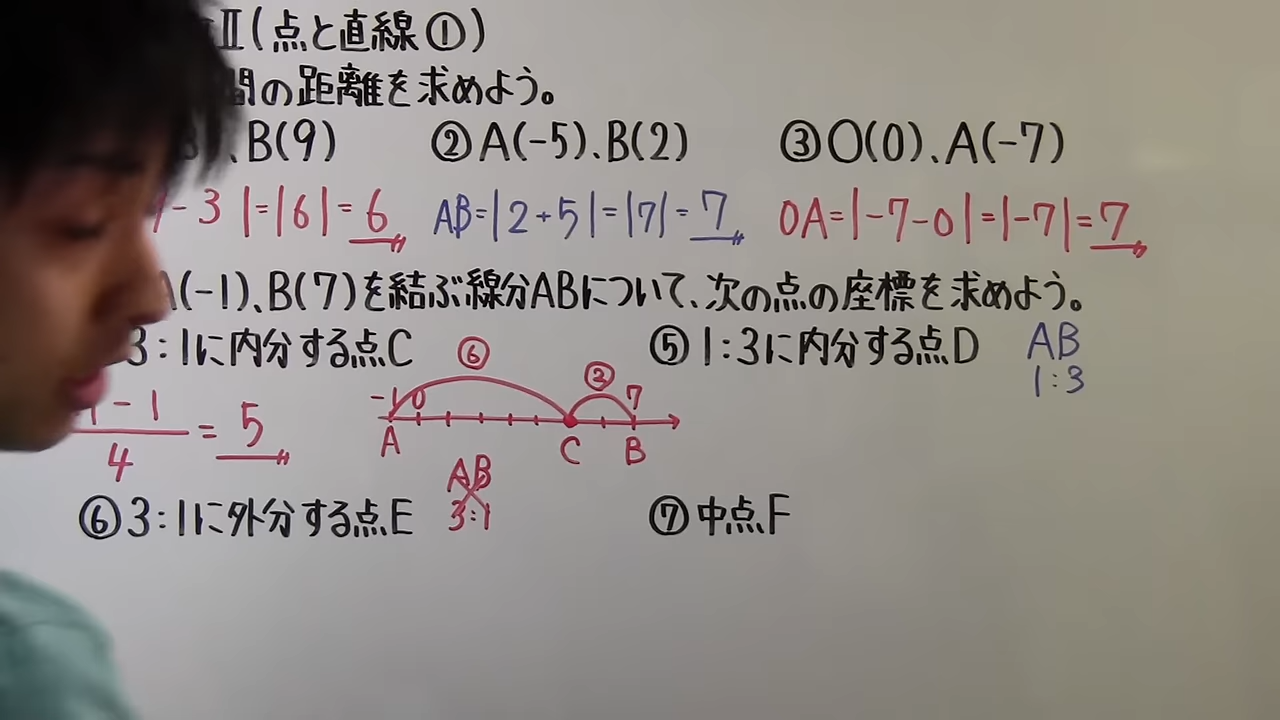 Ⅱ(点と直線①)
間の距離を求めよう。
、B(9) ②A(-5)、B(2) ③O(0)、A(-7)
-3|=|6|=6 AB=|2+5|=|7|=7 OA=|-7-0|=|-7|=7
A(-1)、B(7)を結ぶ線分ABについて、次の点の座標を求めよう。
3:1に内分する点C ⑤1:3に内分する点D AB
1:3
⑥ ②
-1 0 7
-1
4
=5
A C B
AB
3:1
⑥3:1に外分する点E ⑦中点F